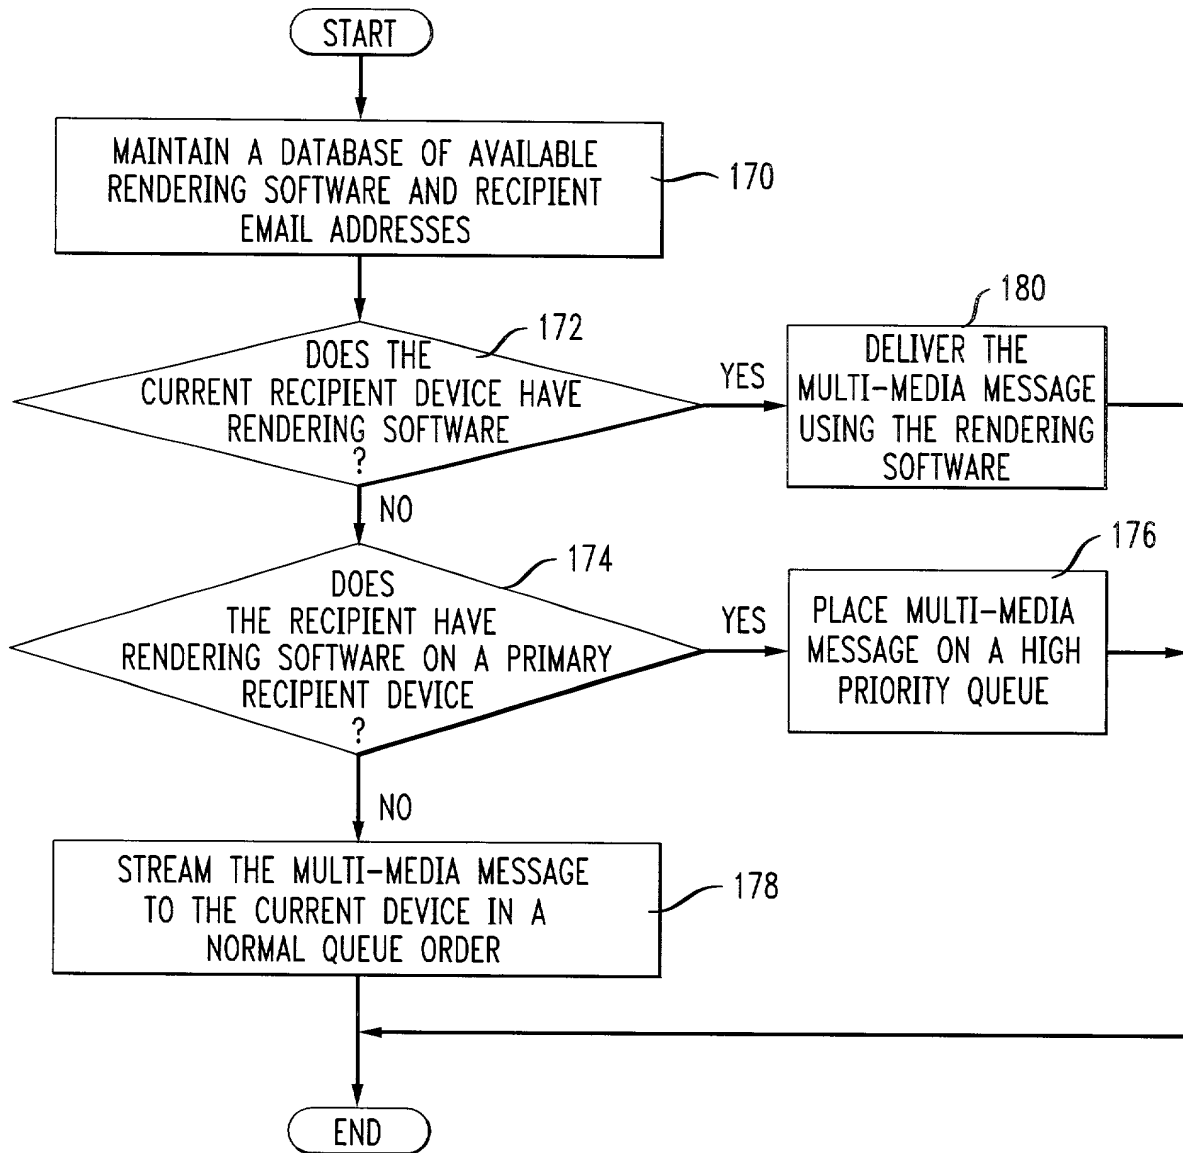 START
MAINTAIN A DATABASE OF AVAILABLE
RENDERING SOFTWARE AND RECIPIENT
EMAIL ADDRESSES
170
172
DOES THE
CURRENT RECIPIENT DEVICE HAVE
RENDERING SOFTWARE
?
YES
180
DELIVER THE
MULTI-MEDIA MESSAGE
USING THE RENDERING
SOFTWARE
NO
174
DOES
THE RECIPIENT HAVE
RENDERING SOFTWARE ON A PRIMARY
RECIPIENT DEVICE
?
YES
176
PLACE MULTI-MEDIA
MESSAGE ON A HIGH
PRIORITY QUEUE
NO
STREAM THE MULTI-MEDIA MESSAGE
TO THE CURRENT DEVICE IN A
NORMAL QUEUE ORDER
178
END